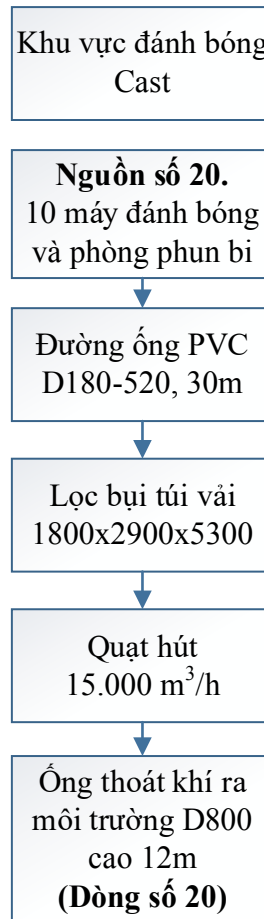 Khu vực đánh bóng
Cast
Nguồn số 20.
10 máy đánh bóng
và phòng phun bi
Đường ống PVC
D180-520, 30m
Lọc bụi túi vải
1800x2900x5300
Quạt hút
15.000 m³/h
Ống thoát khí ra
môi trường D800
cao 12m
(Dòng số 20)